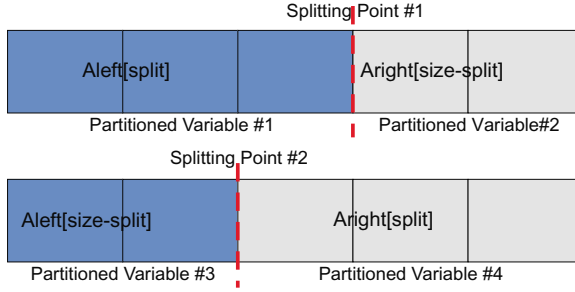 Splitting Point #1
Aleft[split]
Aright[size-split]
Partitioned Variable #1
Partitioned Variable#2
Splitting Point #2
Aleft[size-split]
Aright[split]
Partitioned Variable #3
Partitioned Variable #4